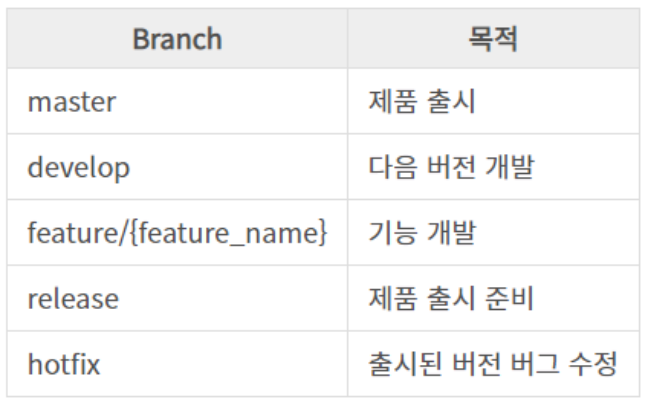 Branch 목적
master 제품 출시
develop 다음 버전 개발
feature/{feature_name} 기능 개발
release 제품 출시 준비
hotfix 출시된 버전 버그 수정